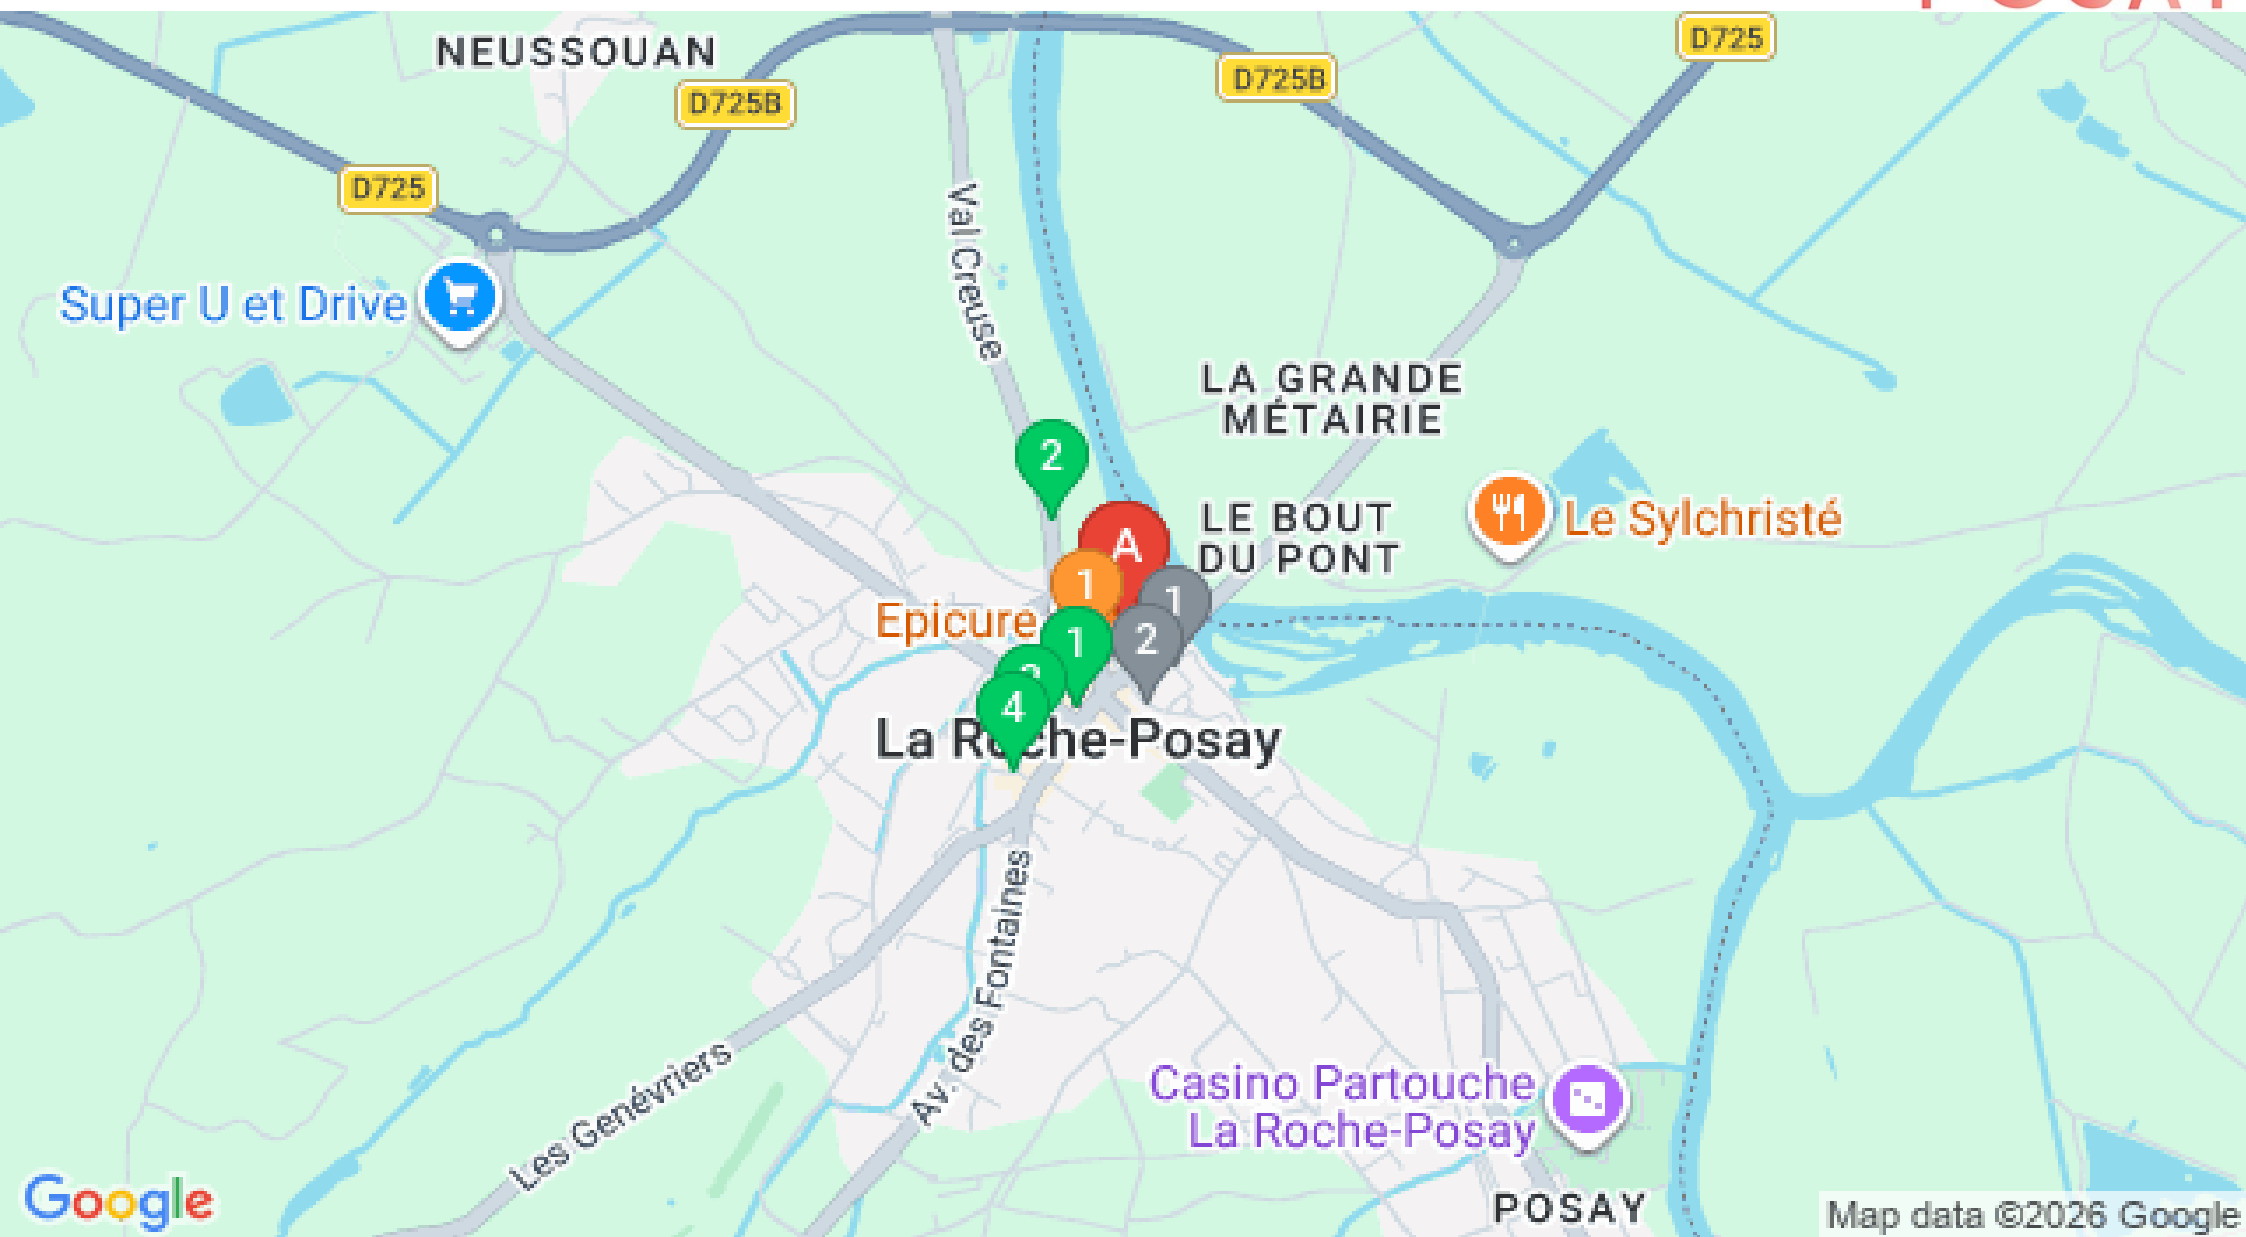 NEUSSOUAN
D725
D725B
D725B
D725
Val Creuse
Super U et Drive
LA GRANDE
MÉTAIRIE
2
A
LE BOUT
DU PONT
Le Sylchristé
1
1
Epicure
1
2
4
La Roche-Posay
Av. des Fontaines
Les Genévriers
Casino Partouche
La Roche-Posay
POSAY
Google
Map data ©2026 Google